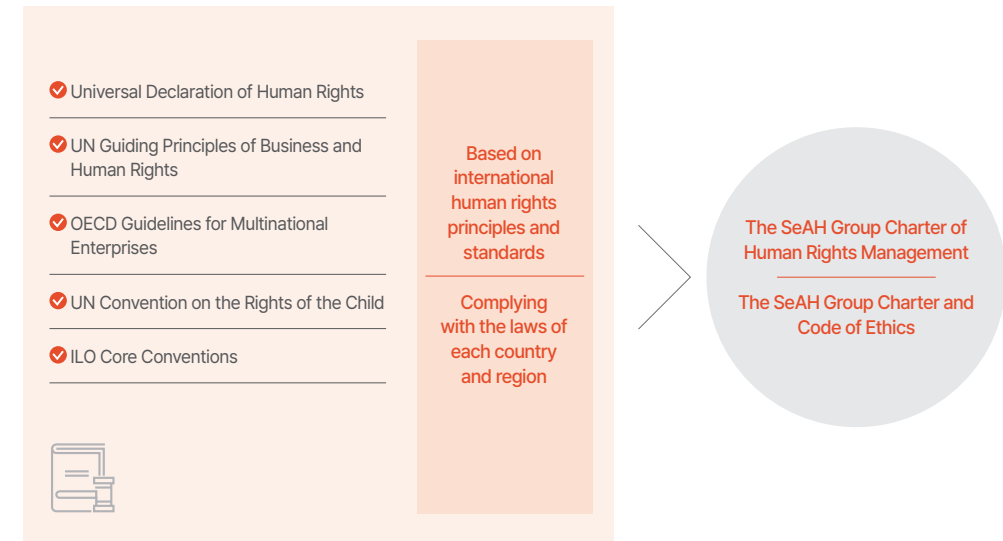 Universal Declaration of Human Rights
UN Guiding Principles of Business and
Human Rights
OECD Guidelines for Multinational
Enterprises
UN Convention on the Rights of the Child
ILO Core Conventions
Based on
international
human rights
principles and
standards
Complying
with the laws of
each country
and region
The SeAH Group Charter of
Human Rights Management
The SeAH Group Charter and
Code of Ethics